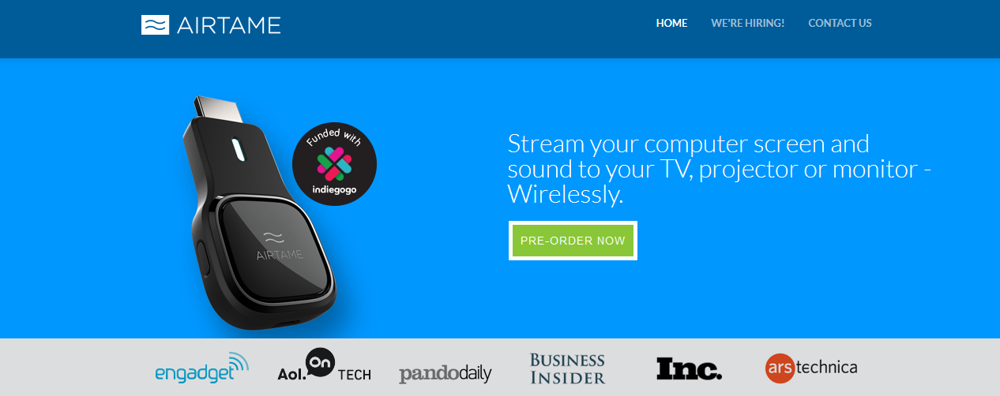 AIRTAME
HOME
WE'RE HIRING!
CONTACT US
Funded with
indiegogo
AIRTAME
Stream your computer screen and
sound to your TV, projector or monitor -
Wirelessly.
PRE-ORDER NOW
engadget
Aol. On TECH
pandodaily
BUSINESS
INSIDER
Inc.
ars technica